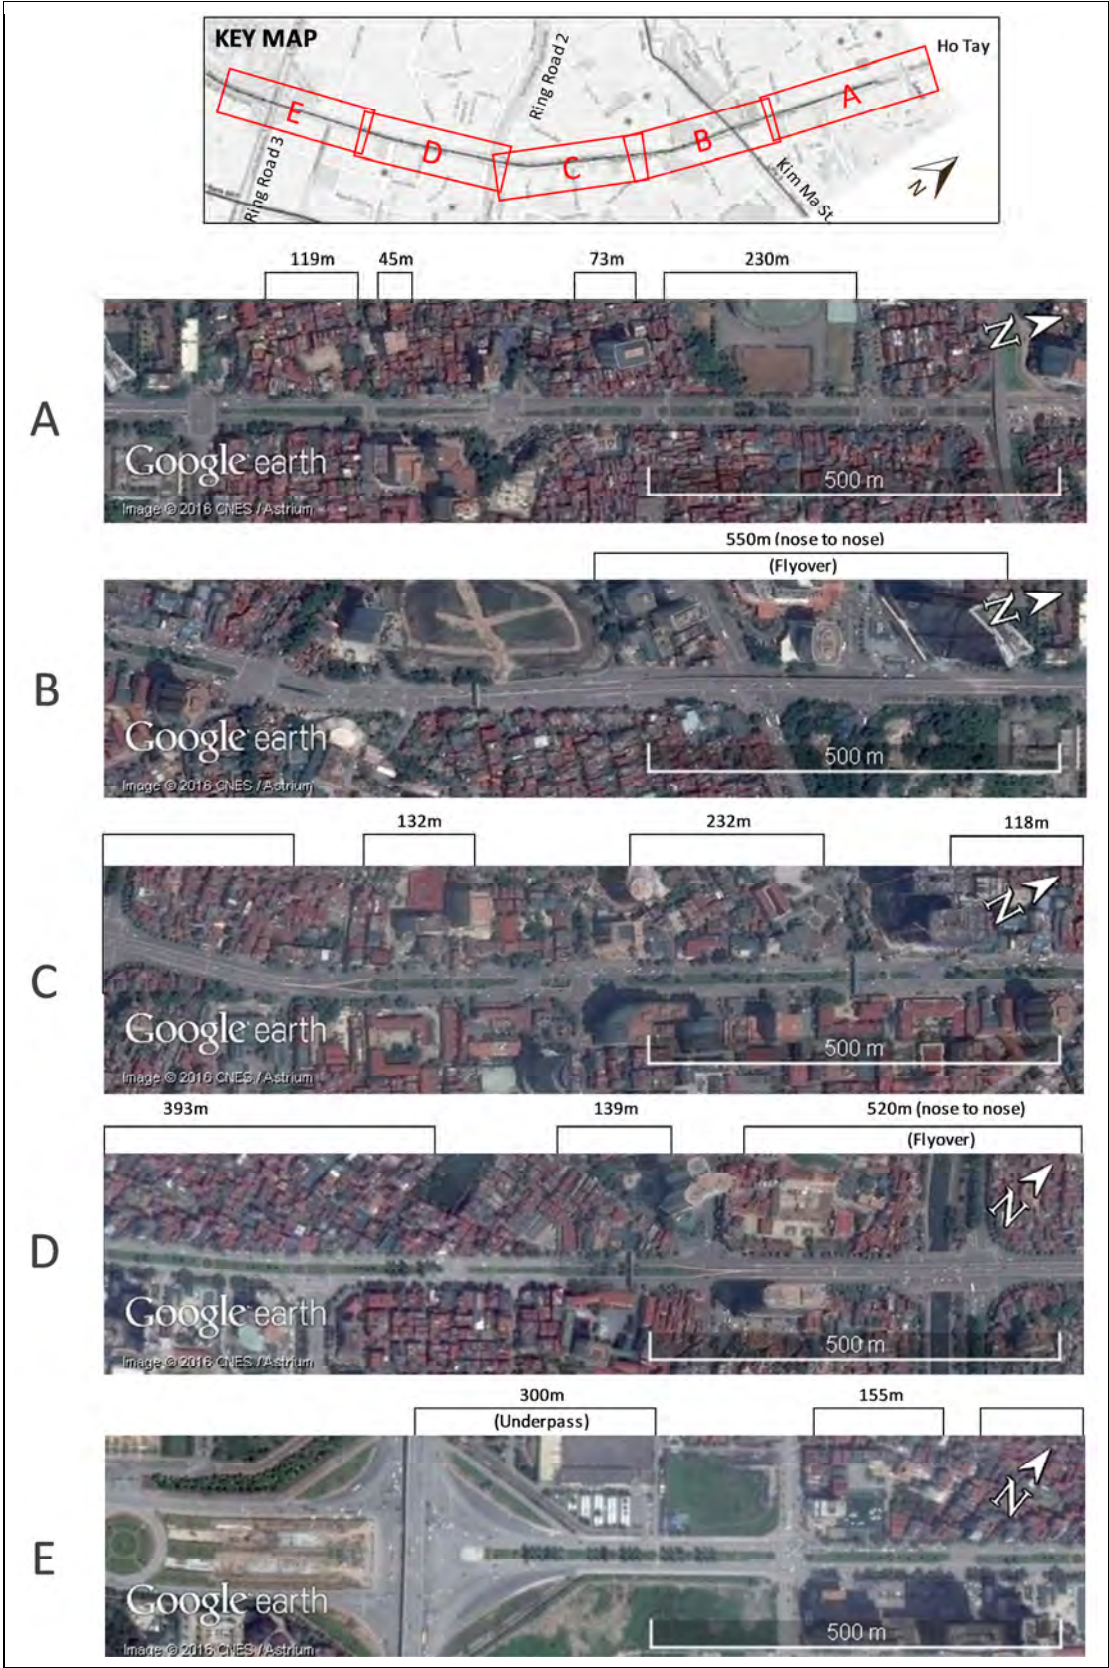 KEY MAP
Ho Tay
Ring Road 2
Ring Road 3
Kim Ma St.
E
D
C
B
A
N
119m
45m
73m
230m
A
N
Google earth
500 m
Image © 2016 CNES / Astrium
550m (nose to nose)
(Flyover)
B
N
Google earth
500 m
Image © 2016 CNES / Astrium
132m
232m
118m
C
N
Google earth
500 m
Image © 2016 CNES / Astrium
393m
139m
520m (nose to nose)
(Flyover)
D
N
Google earth
500 m
Image © 2016 CNES / Astrium
300m
155m
(Underpass)
E
N
Google earth
500 m
Image © 2016 CNES / Astrium